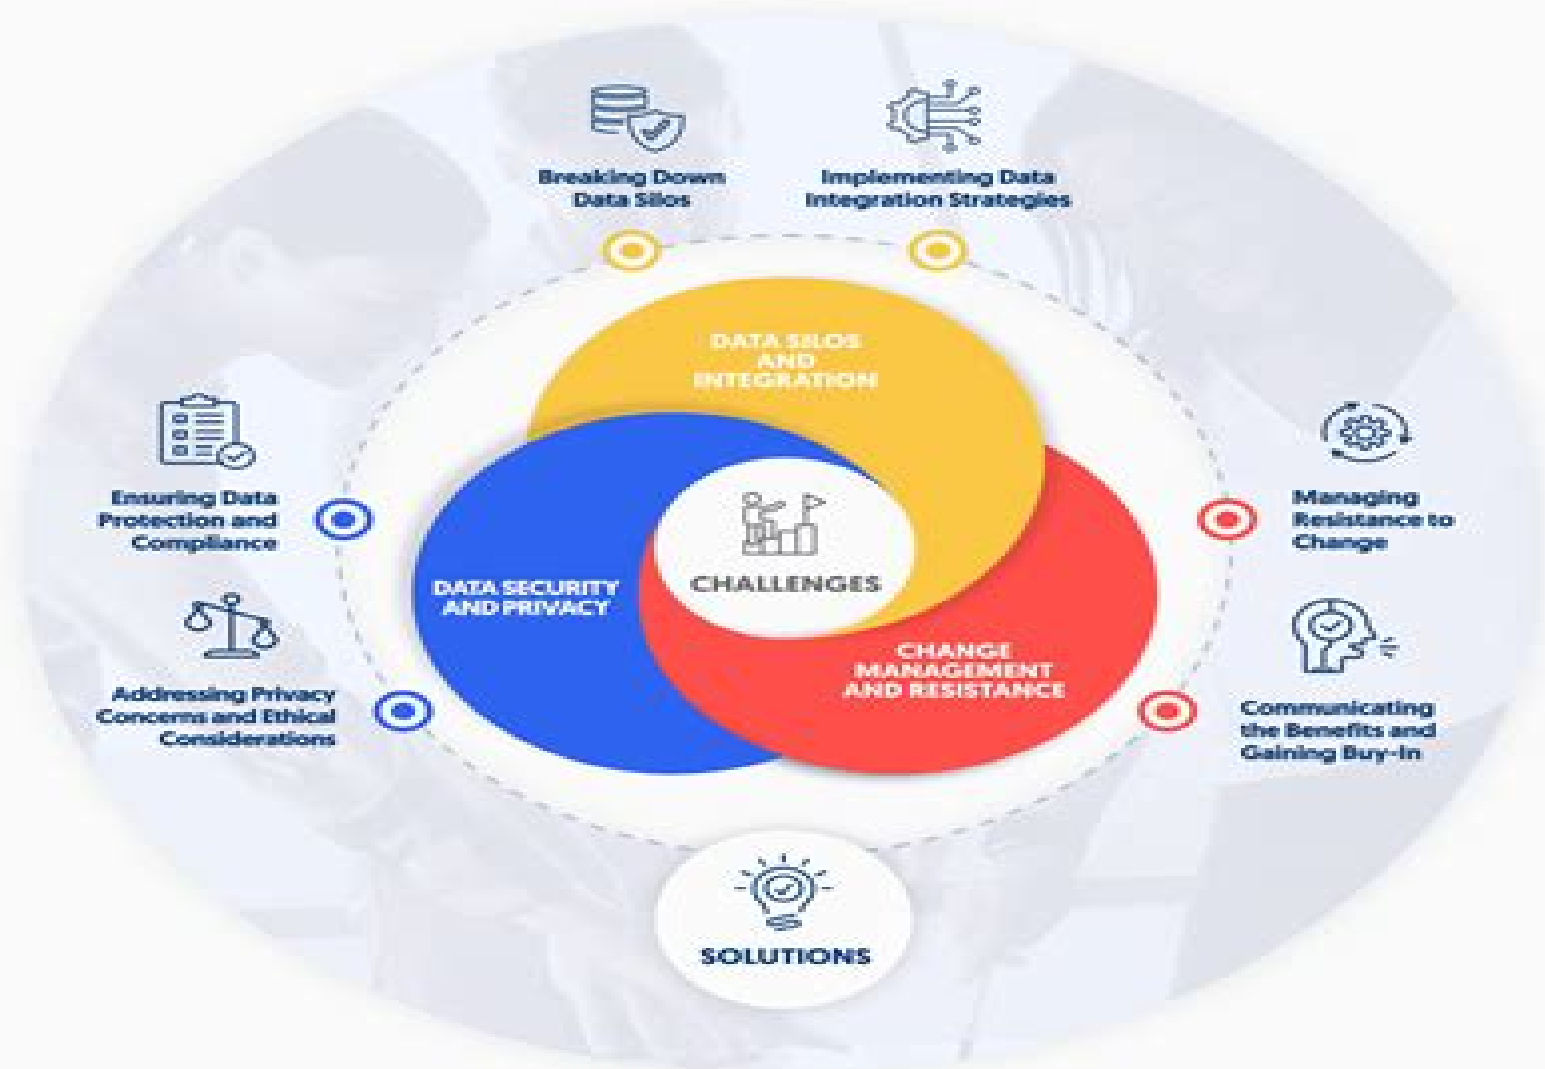 Breaking Down
Data Silos
Implementing Data
Integration Strategies
DATA SILOS
AND
INTEGRATION
Ensuring Data
Protection and
Compliance
Managing
Resistance to
Change
CHALLENGES
DATA SECURITY
AND PRIVACY
CHANGE
MANAGEMENT
AND RESISTANCE
Addressing Privacy
Concerns and Ethical
Considerations
Communicating
the Benefits and
Gaining Buy-In
SOLUTIONS